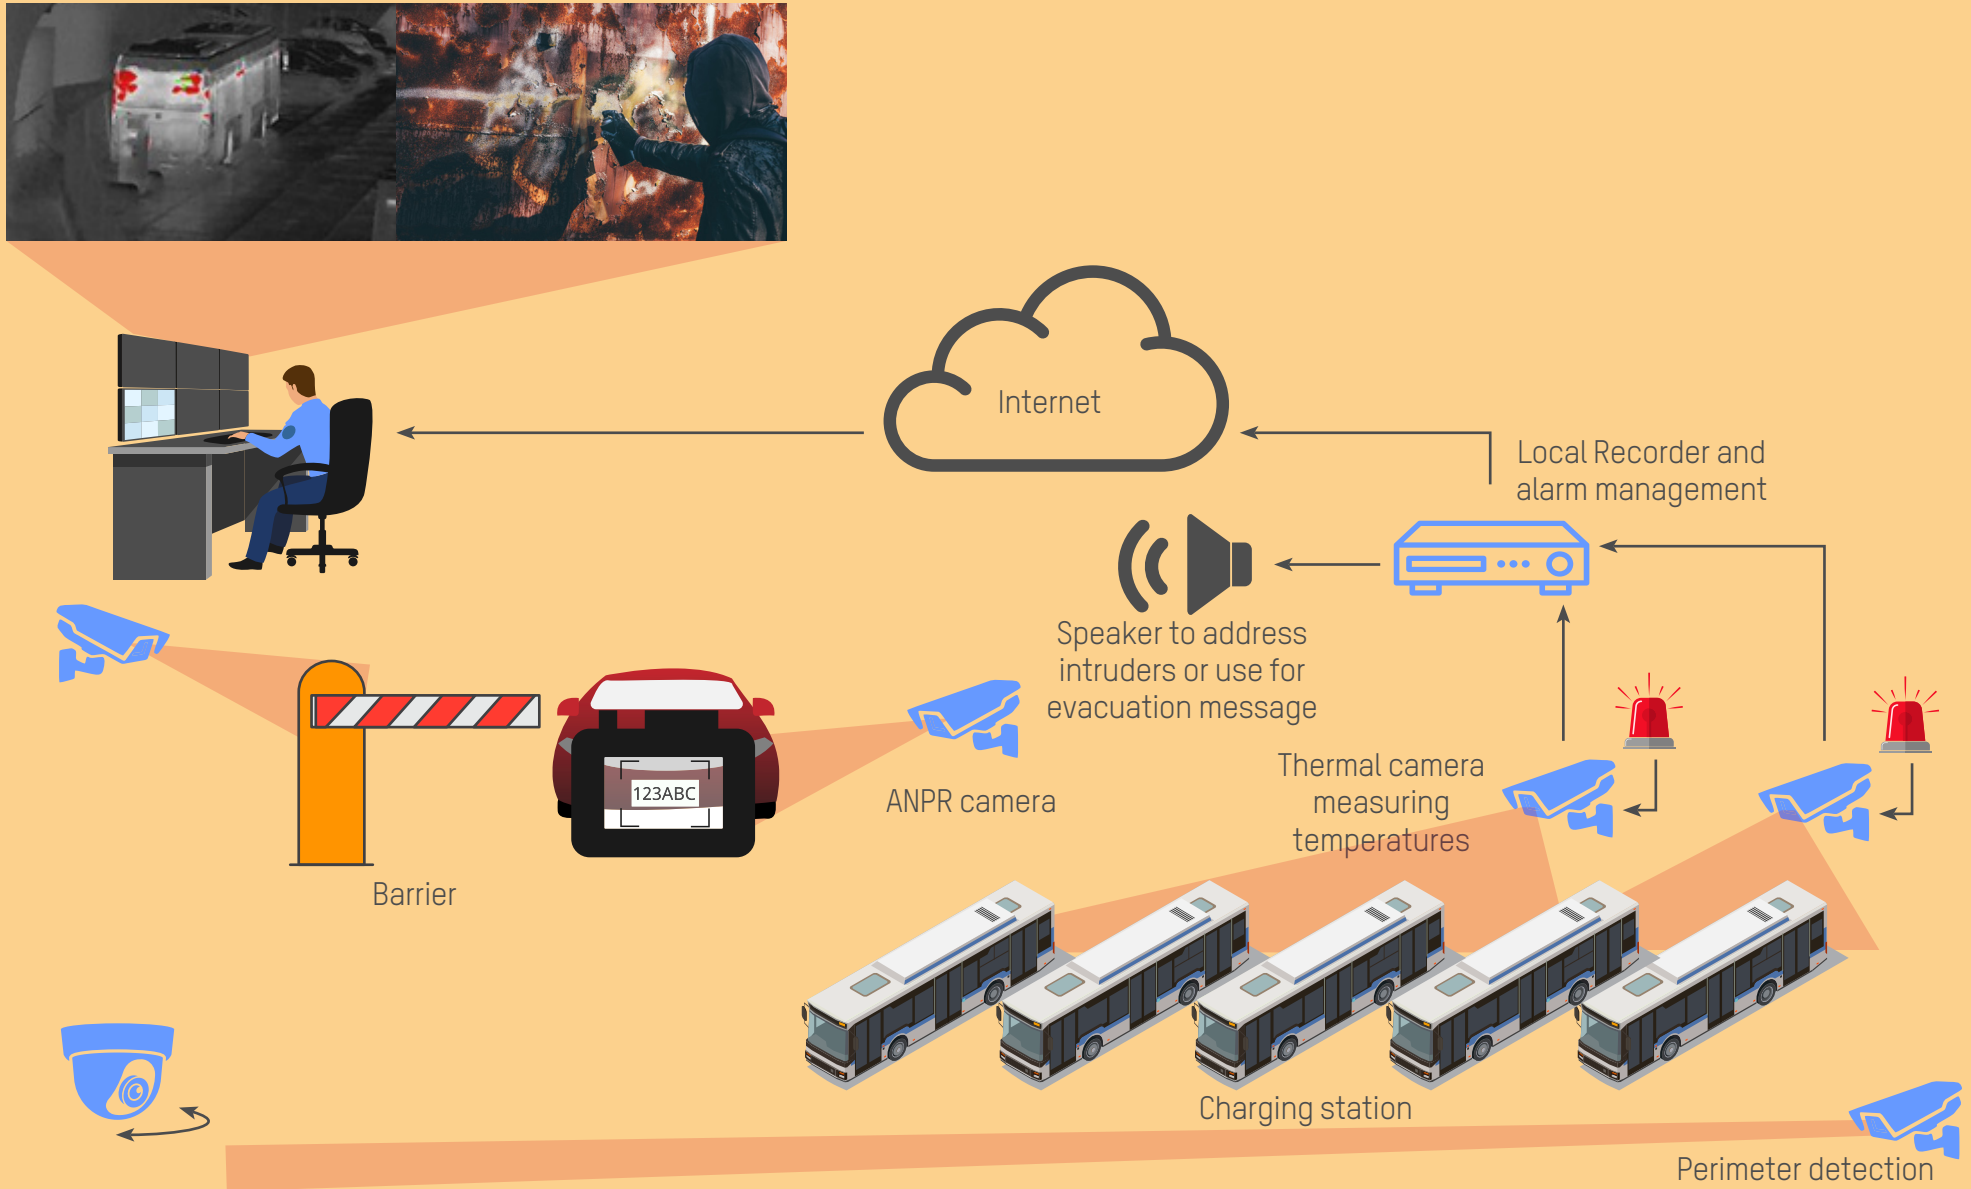 Internet
Local Recorder and
alarm management
Speaker to address
intruders or use for
evacuation message
123ABC
ANPR camera
Thermal camera
measuring
temperatures
Barrier
Charging station
Perimeter detection